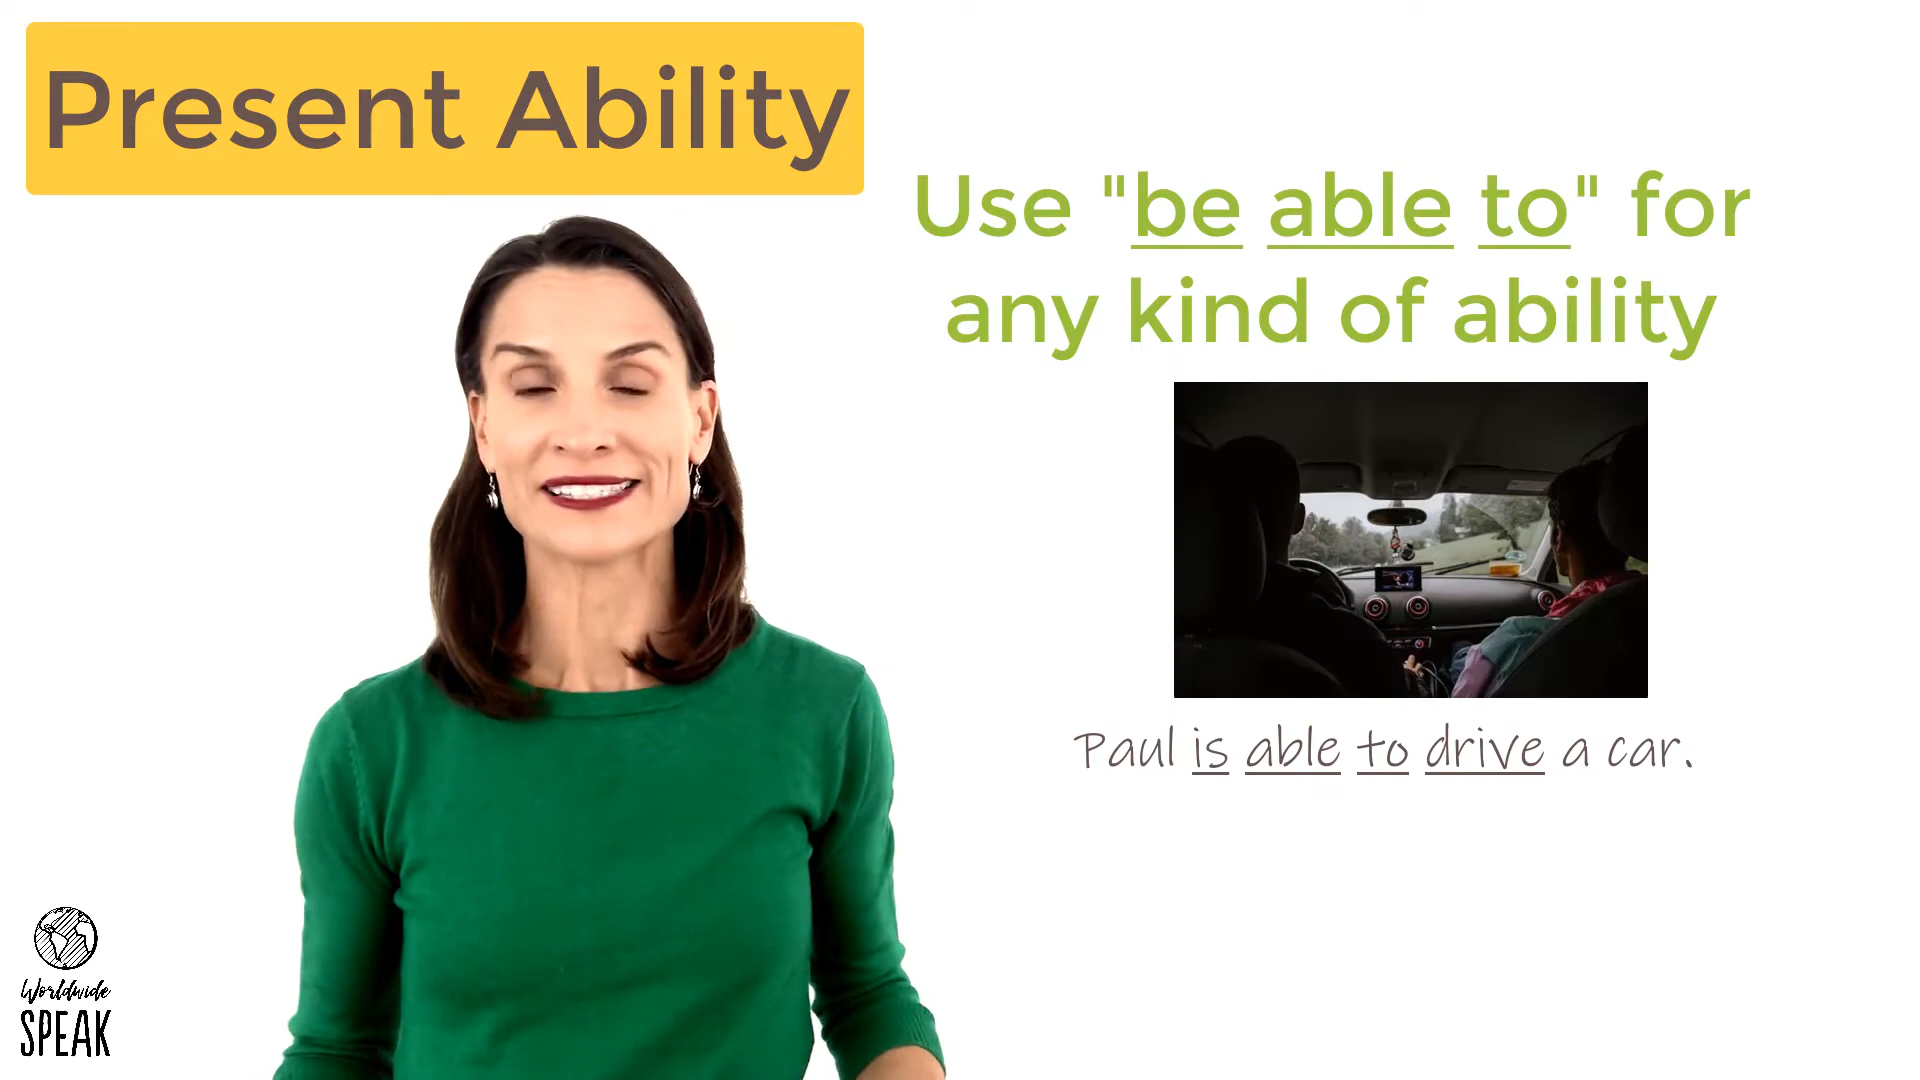 Present Ability
Use "be able to" for
any kind of ability
Paul is able to drive a car.
Worldwide
SPEAK